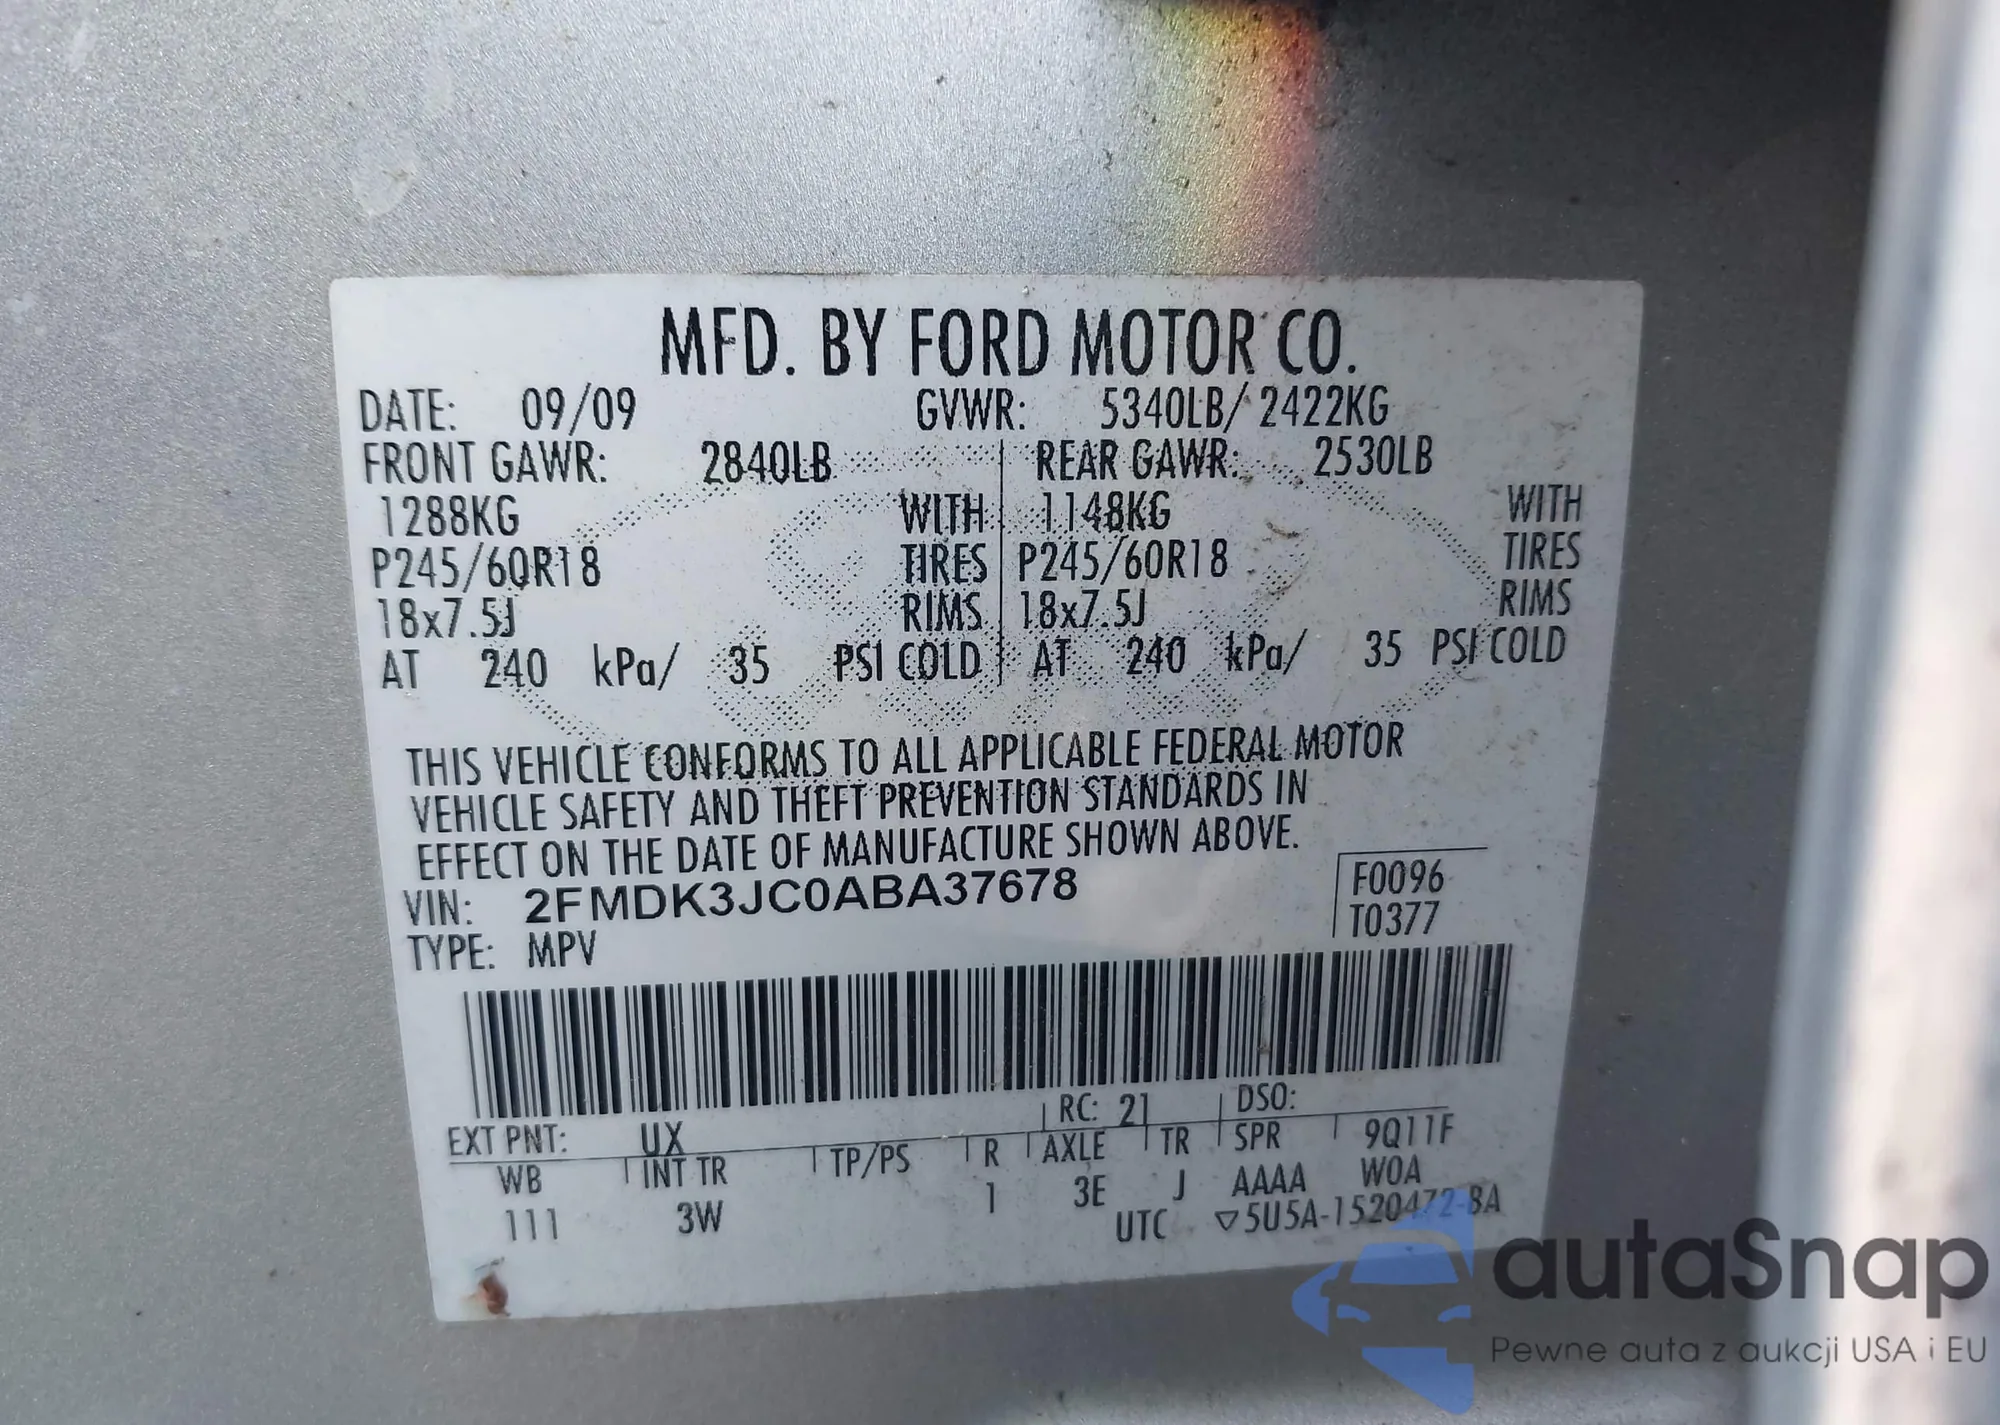 MFD. BY FORD MOTOR CO.
DATE: 09/09 GVWR: 5340LB/ 2422KG
FRONT GAWR: 2840LB REAR GAWR: 2530LB
1288KG WITH 1148KG WITH
P245/60R18 TIRES P245/60R18 TIRES
18x7.5J RIMS 18x7.5J RIMS
AT 240 kPa/ 35 PSI COLD AT 240 kPa/ 35 PSI COLD
THIS VEHICLE CONFORMS TO ALL APPLICABLE FEDERAL MOTOR
VEHICLE SAFETY AND THEFT PREVENTION STANDARDS IN
EFFECT ON THE DATE OF MANUFACTURE SHOWN ABOVE.
VIN: 2FMDK3JC0ABA37678 F0096
TYPE: MPV T0377
EXT PNT: UX RC: 21 DSO:
WB INT TR TP/PS R AXLE TR SPR 9Q11F
111 3W 1 3E J AAAA WOA
UTC ▽5U5A-1520472-BA
autaSnap
Pewne auta z aukcji USA i EU